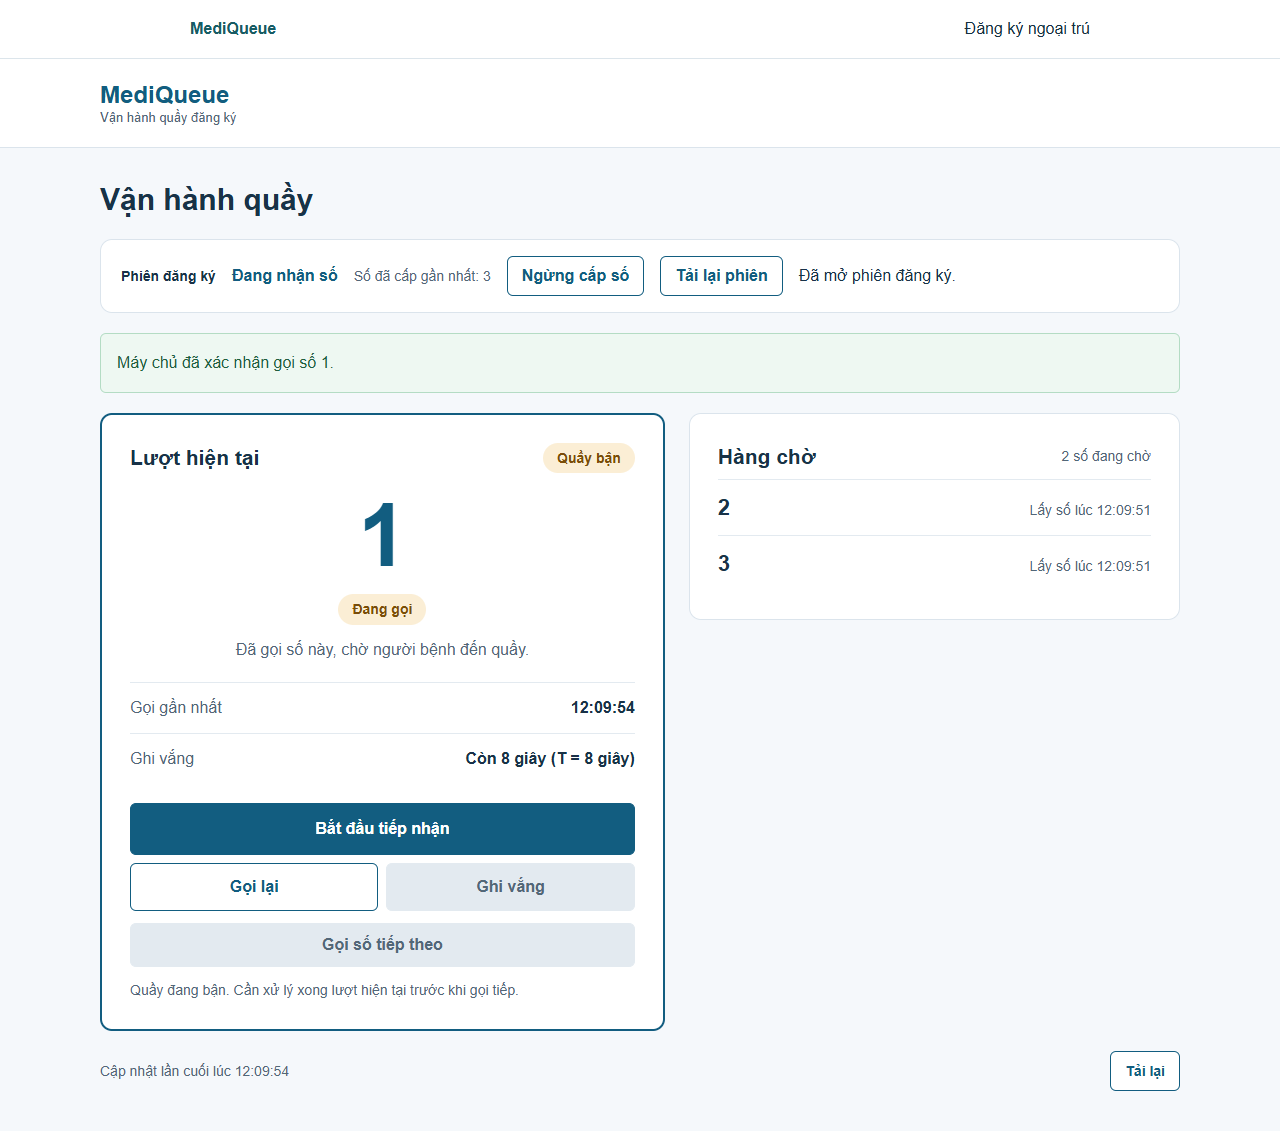 MediQueue
Đăng ký ngoại trú
MediQueue
Vận hành quầy đăng ký
Vận hành quầy
Phiên đăng ký Đang nhận số Số đã cấp gần nhất: 3 Ngừng cấp số Tải lại phiên Đã mở phiên đăng ký.
Máy chủ đã xác nhận gọi số 1.
Lượt hiện tại Quầy bận
1
Đang gọi
Đã gọi số này, chờ người bệnh đến quầy.
Gọi gần nhất 12:09:54
Ghi vắng Còn 8 giây (T = 8 giây)
Bắt đầu tiếp nhận
Gọi lại Ghi vắng
Gọi số tiếp theo
Quầy đang bận. Cần xử lý xong lượt hiện tại trước khi gọi tiếp.
Hàng chờ 2 số đang chờ
2 Lấy số lúc 12:09:51
3 Lấy số lúc 12:09:51
Cập nhật lần cuối lúc 12:09:54 Tải lại